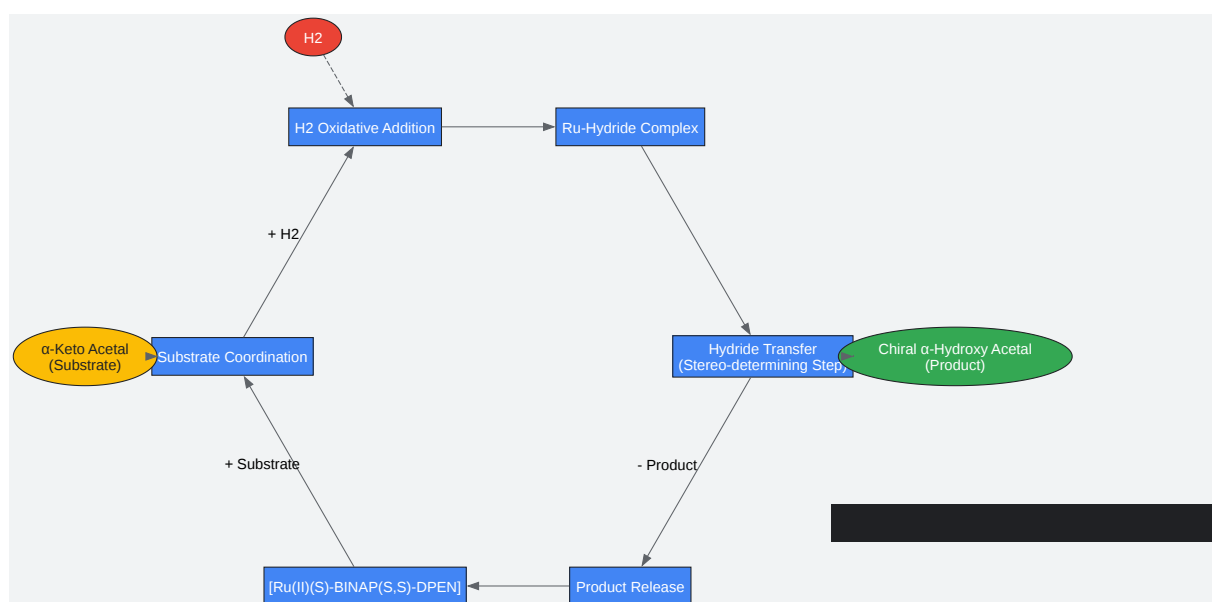 H2
H2 Oxidative Addition
Ru-Hydride Complex
+ H2
α-Keto Acetal
(Substrate)
Substrate Coordination
Hydride Transfer
(Stereo-determining Step)
Chiral α-Hydroxy Acetal
(Product)
+ Substrate
- Product
[Ru(II)(S)-BINAP(S,S)-DPEN]
Product Release